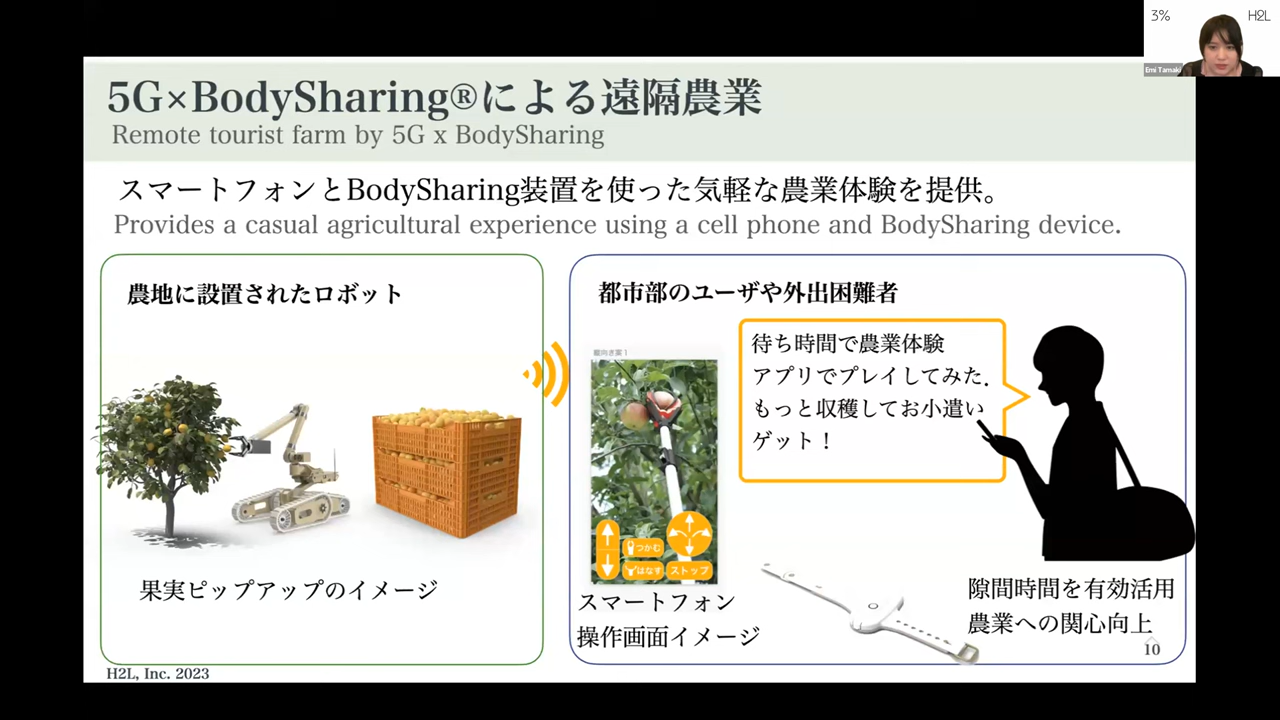 3%
H2L
Emi Tamaki
5G×BodySharing®による遠隔農業
Remote tourist farm by 5G x BodySharing
スマートフォンとBodySharing装置を使った気軽な農業体験を提供。
Provides a casual agricultural experience using a cell phone and BodySharing device.
農地に設置されたロボット
果実ピップアップのイメージ
都市部のユーザや外出困難者
待ち時間で農業体験
アプリでプレイしてみた.
もっと収穫してお小遣い
ゲット！
つかむ
はなす
ストップ
スマートフォン
操作画面イメージ
隙間時間を有効活用
農業への関心向上
10
H2L, Inc. 2023